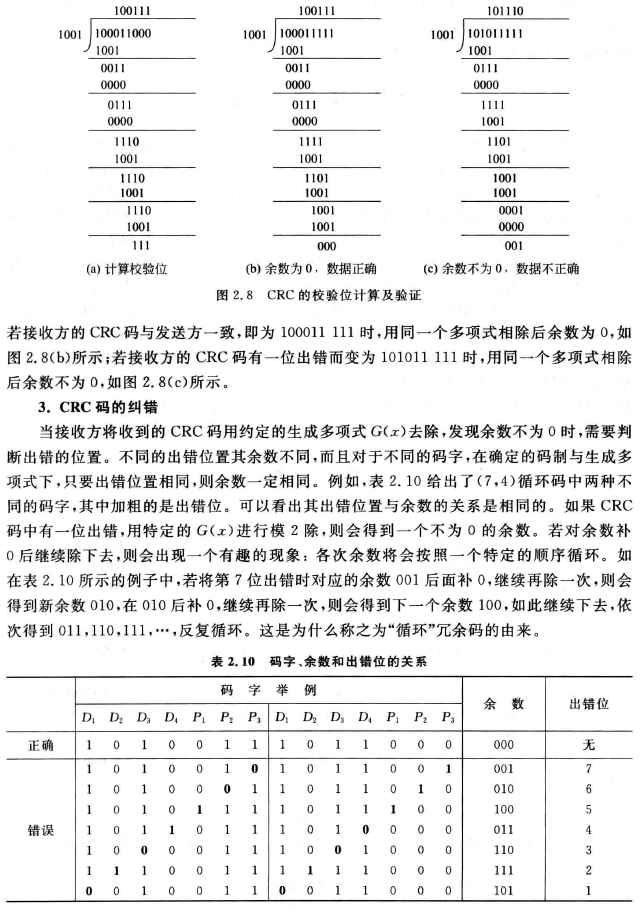 100111 100111 101110
1001 100011000 1001 100011111 1001 101011111
1001 1001 1001
0011 0011 0111
0000 0000 0000
0111 0111 1111
0000 0000 1001
1110 1111 1101
1001 1001 1001
1110 1101 1001
1001 1001 1001
1110 1001 0001
1001 1001 0000
111 000 001
(a) 计算校验位 (b) 余数为 0，数据正确 (c) 余数不为 0，数据不正确
图 2.8 CRC 的校验位计算及验证
若接收方的 CRC 码与发送方一致,即为 100011 111 时,用同一个多项式相除后余数为 0,如
图 2.8(b)所示;若接收方的 CRC 码有一位出错而变为 101011 111 时,用同一个多项式相除
后余数不为 0,如图 2.8(c)所示。
3. CRC 码的纠错
当接收方将收到的 CRC 码用约定的生成多项式 G(x)去除,发现余数不为 0 时,需要判
断出错的位置。不同的出错位置其余数不同,而且对于不同的码字,在确定的码制与生成多
项式下,只要出错位置相同,则余数一定相同。例如,表 2.10 给出了(7,4)循环码中两种不
同的码字,其中加粗的是出错位。可以看出其出错位置与余数的关系是相同的。如果 CRC
码中有一位出错,用特定的 G(x)进行模 2 除,则会得到一个不为 0 的余数。若对余数补
0 后继续除下去,则会出现一个有趣的现象：各次余数将会按照一个特定的顺序循环。如
在表 2.10 所示的例子中,若将第 7 位出错时对应的余数 001 后面补 0,继续再除一次,则会
得到新余数 010,在 010 后补 0,继续再除一次,则会得到下一个余数 100,如此继续下去,依
次得到 011,110,111,…,反复循环。这是为什么称之为“循环”冗余码的由来。
表 2.10 码字、余数和出错位的关系
码 字 举 例 余 数 出错位
D₁ D₂ D₃ D₄ P₁ P₂ P₃ D₁ D₂ D₃ D₄ P₁ P₂ P₃
正确 1 0 1 0 0 1 1 1 0 1 1 0 0 0 000 无
错误 1 0 1 0 0 1 0 1 0 1 1 0 0 1 001 7
1 0 1 0 0 0 1 1 0 1 1 0 1 0 010 6
1 0 1 0 1 1 1 1 0 1 1 1 0 0 100 5
1 0 1 1 0 1 1 1 0 1 0 0 0 0 011 4
1 0 0 0 0 1 1 1 0 0 1 0 0 0 110 3
1 1 1 0 0 1 1 1 1 1 1 0 0 0 111 2
0 0 1 0 0 1 1 0 0 1 1 0 0 0 101 1